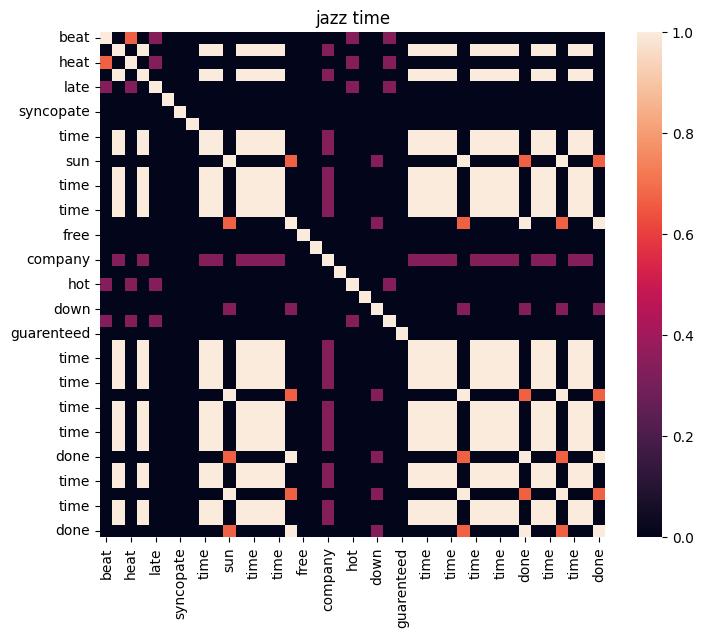 jazz time
beat
heat
late
syncopate
time
sun
time
time
free
company
hot
down
guarenteed
time
time
time
time
done
time
time
done
1.0
0.8
0.6
0.4
0.2
0.0
beat
heat
late
syncopate
time
sun
time
time
free
company
hot
down
guarenteed
time
time
time
time
done
time
time
done